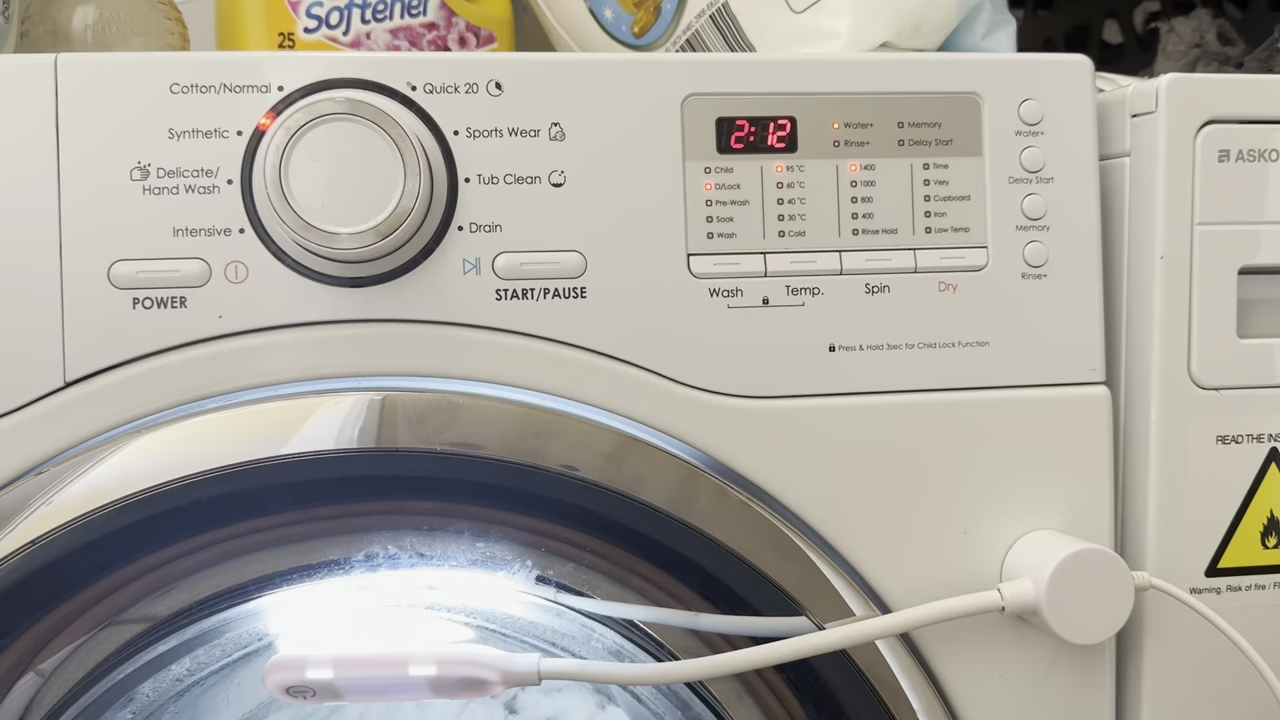 Softener
25
Cotton/Normal
Quick 20
Synthetic
Sports Wear
Delicate/
Hand Wash
Tub Clean
Intensive
Drain
POWER
START/PAUSE
2:12
Water+
Memory
Rinse+
Delay Start
Child
95 °C
1400
Time
D/Lock
60 °C
1000
Very
Pre-Wash
40 °C
800
Cupboard
Soak
30 °C
400
Iron
Wash
Cold
Rinse Hold
Low Temp
Wash
Temp.
Spin
Dry
Press & Hold 3sec for Child Lock Function
Water+
Delay Start
Memory
Rinse+
ASKO
READ THE INS
Warning. Risk of fire / Fl